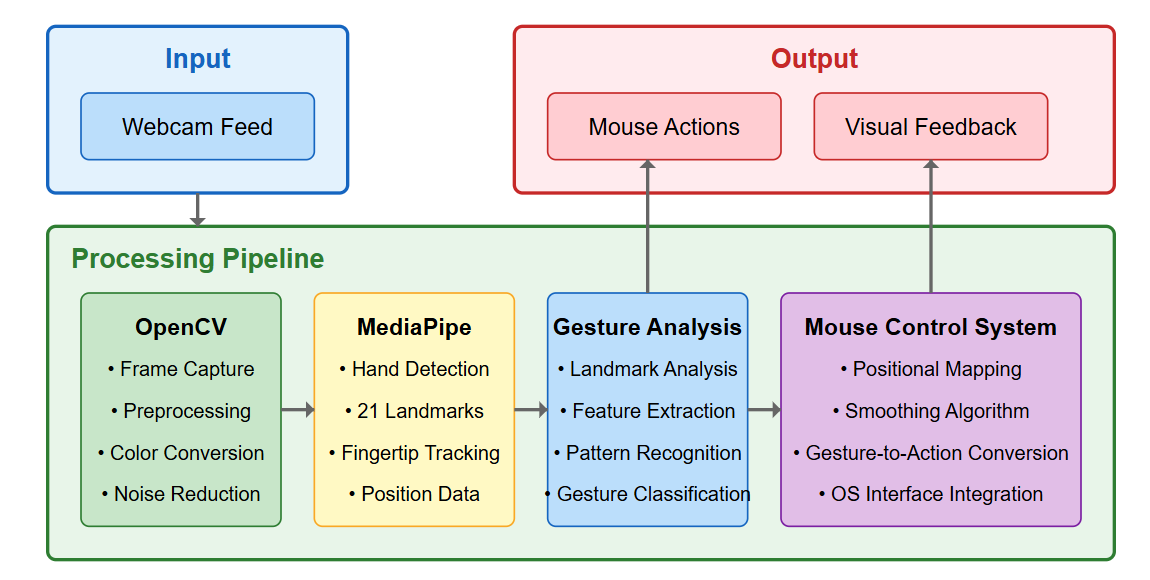 Input
Webcam Feed
Output
Mouse Actions
Visual Feedback
Processing Pipeline
OpenCV
• Frame Capture
• Preprocessing
• Color Conversion
• Noise Reduction
MediaPipe
• Hand Detection
• 21 Landmarks
• Fingertip Tracking
• Position Data
Gesture Analysis
• Landmark Analysis
• Feature Extraction
• Pattern Recognition
• Gesture Classification
Mouse Control System
• Positional Mapping
• Smoothing Algorithm
• Gesture-to-Action Conversion
• OS Interface Integration